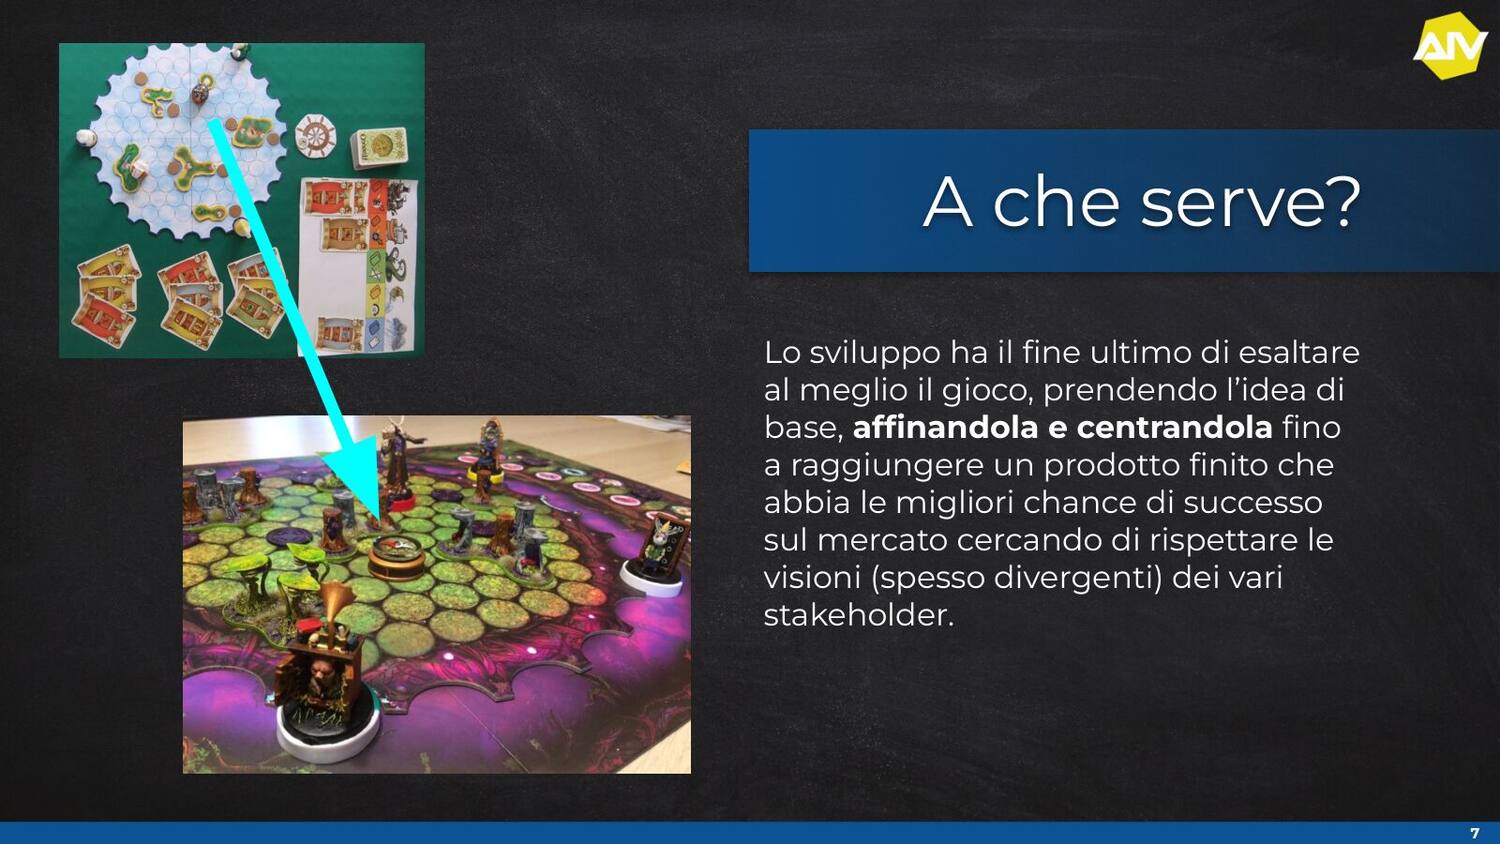 AIV
A che serve?
Lo sviluppo ha il fine ultimo di esaltare
al meglio il gioco, prendendo l’idea di
base, affinandola e centrandola fino
a raggiungere un prodotto finito che
abbia le migliori chance di successo
sul mercato cercando di rispettare le
visioni (spesso divergenti) dei vari
stakeholder.
7